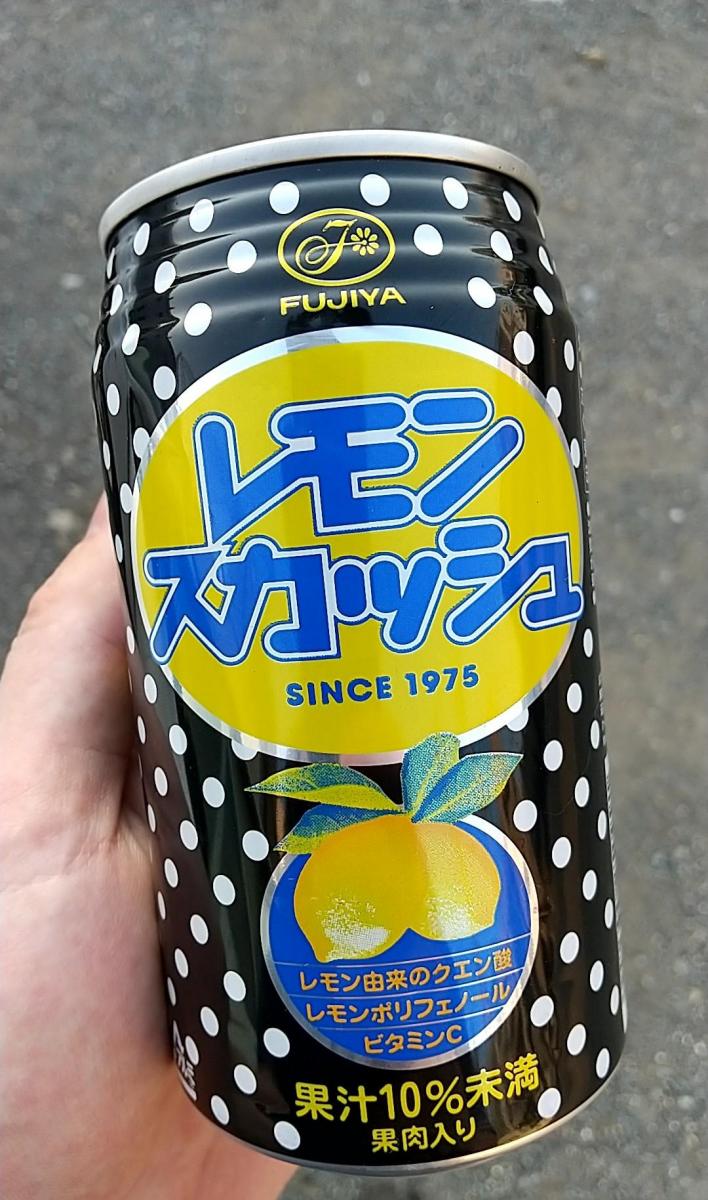 FUJIYA
レモン
スカッシュ
SINCE 1975
レモン由来のクエン酸
レモンポリフェノール
ビタミンC
果汁10%未満
果肉入り